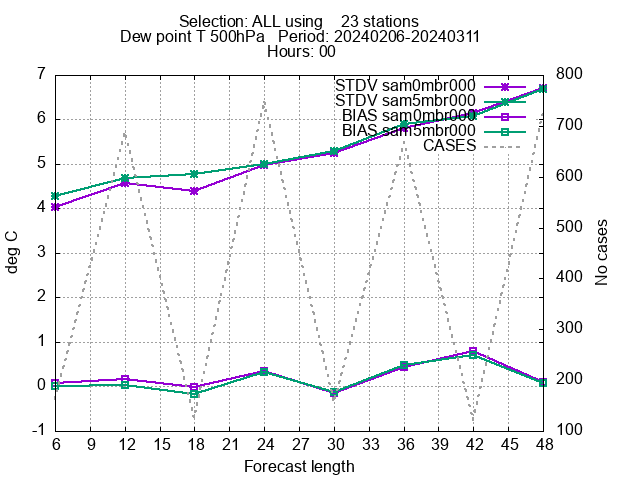 Selection: ALL using    23 stations
Dew point T 500hPa   Period: 20240206-20240311
Hours: 00
7 800
STDV sam0mbr000
STDV sam5mbr000
BIAS sam0mbr000
BIAS sam5mbr000
CASES
6 700
5 600
4 500
3 400
2 300
1
0 200
-1 100
deg C
No cases
6 9 12 15 18 21 24 27 30 33 36 39 42 45 48
Forecast length